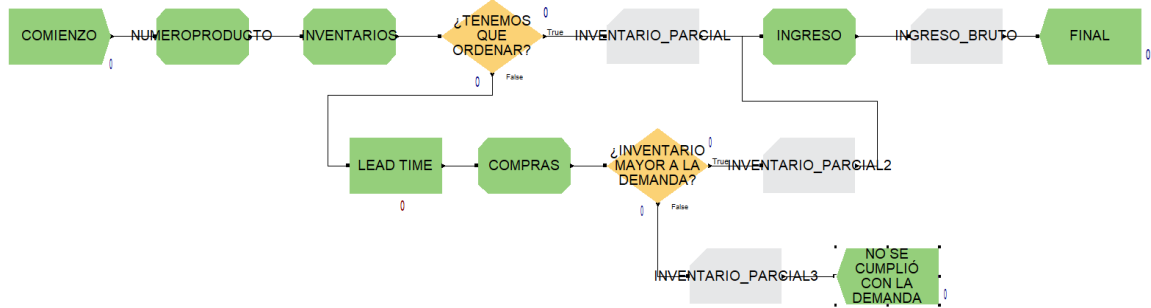 COMIENZO
0
NUMEROPRODUCTO
INVENTARIOS
¿TENEMOS
QUE
ORDENAR?
0
True
0
False
INVENTARIO_PARCIAL
INGRESO
INGRESO_BRUTO
FINAL
0
LEAD TIME
0
COMPRAS
¿INVENTARIO
MAYOR A LA
DEMANDA?
0
True
0
False
INVENTARIO_PARCIAL2
INVENTARIO_PARCIAL3
NO SE
CUMPLIÓ
CON LA
DEMANDA
0